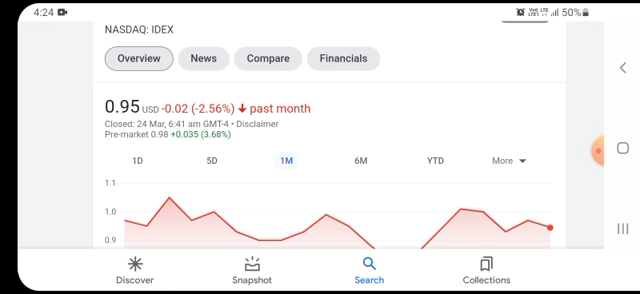 4:24
50%
NASDAQ: IDEX
Overview News Compare Financials
0.95 USD -0.02 (-2.56%) past month
Closed: 24 Mar, 6:41 am GMT-4 • Disclaimer
Pre-market 0.98 +0.035 (3.68%)
1D 5D 1M 6M YTD More
1.1
1.0
0.9
Discover Snapshot Search Collections